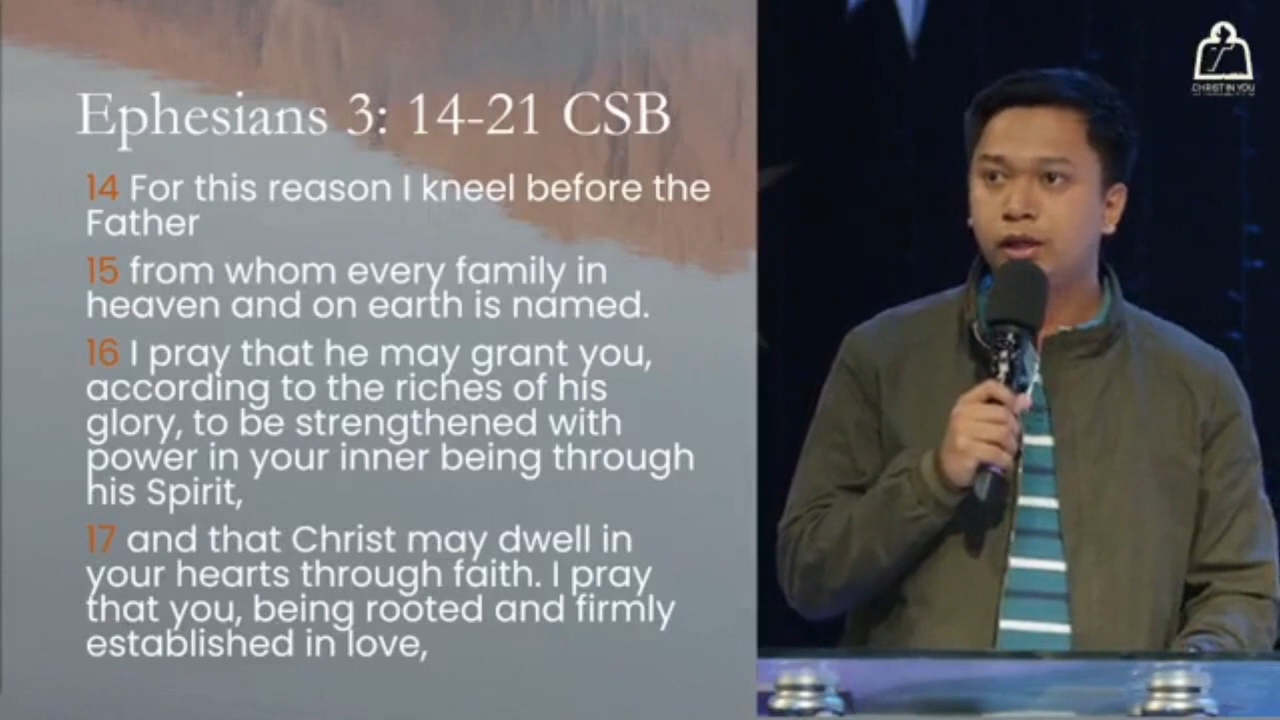 Ephesians 3: 14-21 CSB
14 For this reason I kneel before the
Father
15 from whom every family in
heaven and on earth is named.
16 I pray that he may grant you,
according to the riches of his
glory, to be strengthened with
power in your inner being through
his Spirit,
17 and that Christ may dwell in
your hearts through faith. I pray
that you, being rooted and firmly
established in love,
CHRIST IN YOU